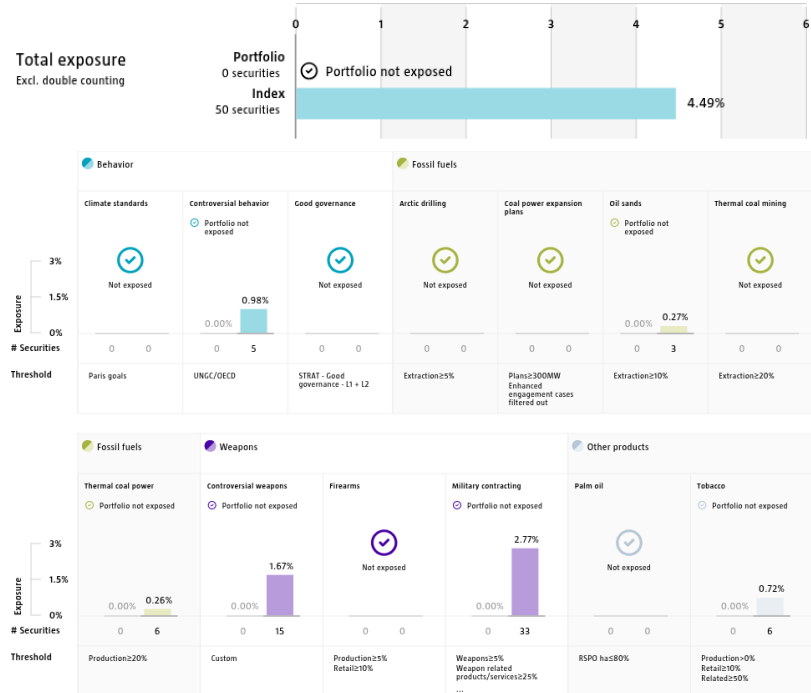 0 1 2 3 4 5 6
Total exposure
Excl. double counting
Portfolio
0 securities
Portfolio not exposed
Index
50 securities
4.49%
Behavior
Fossil fuels
Climate standards
Controversial behavior
Good governance
Arctic drilling
Coal power expansion
plans
Oil sands
Thermal coal mining
Portfolio not
exposed
Portfolio not
exposed
Exposure
3%
1.5%
0%
Not exposed
0.00% 0.98%
Not exposed
Not exposed
Not exposed
0.00% 0.27%
Not exposed
# Securities 0 0 0 5 0 0 0 0 0 0 0 3 0 0
Threshold
Paris goals
UNGC/OECD
STRAT - Good
governance - L1 + L2
Extraction≥5%
Plans≥300MW
Enhanced
engagement cases
filtered out
Extraction≥10%
Extraction≥20%
Fossil fuels
Weapons
Other products
Thermal coal power
Controversial weapons
Firearms
Military contracting
Palm oil
Tobacco
Portfolio not exposed
Portfolio not exposed
Portfolio not exposed
Portfolio not exposed
Exposure
3%
1.5%
0%
0.00% 0.26%
0.00% 1.67%
Not exposed
0.00% 2.77%
Not exposed
0.00% 0.72%
# Securities 0 6 0 15 0 0 0 33 0 0 0 6
Threshold
Production≥20%
Custom
Production≥5%
Retail≥10%
Weapons≥5%
Weapon related
products/services≥25%
RSPO ha≤80%
Production>0%
Retail≥10%
Related≥50%